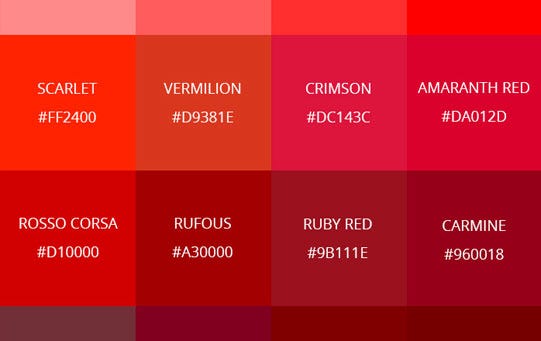 SCARLET
#FF2400
VERMILION
#D9381E
CRIMSON
#DC143C
AMARANTH RED
#DA012D
ROSSO CORSA
#D10000
RUFOUS
#A30000
RUBY RED
#9B111E
CARMINE
#960018